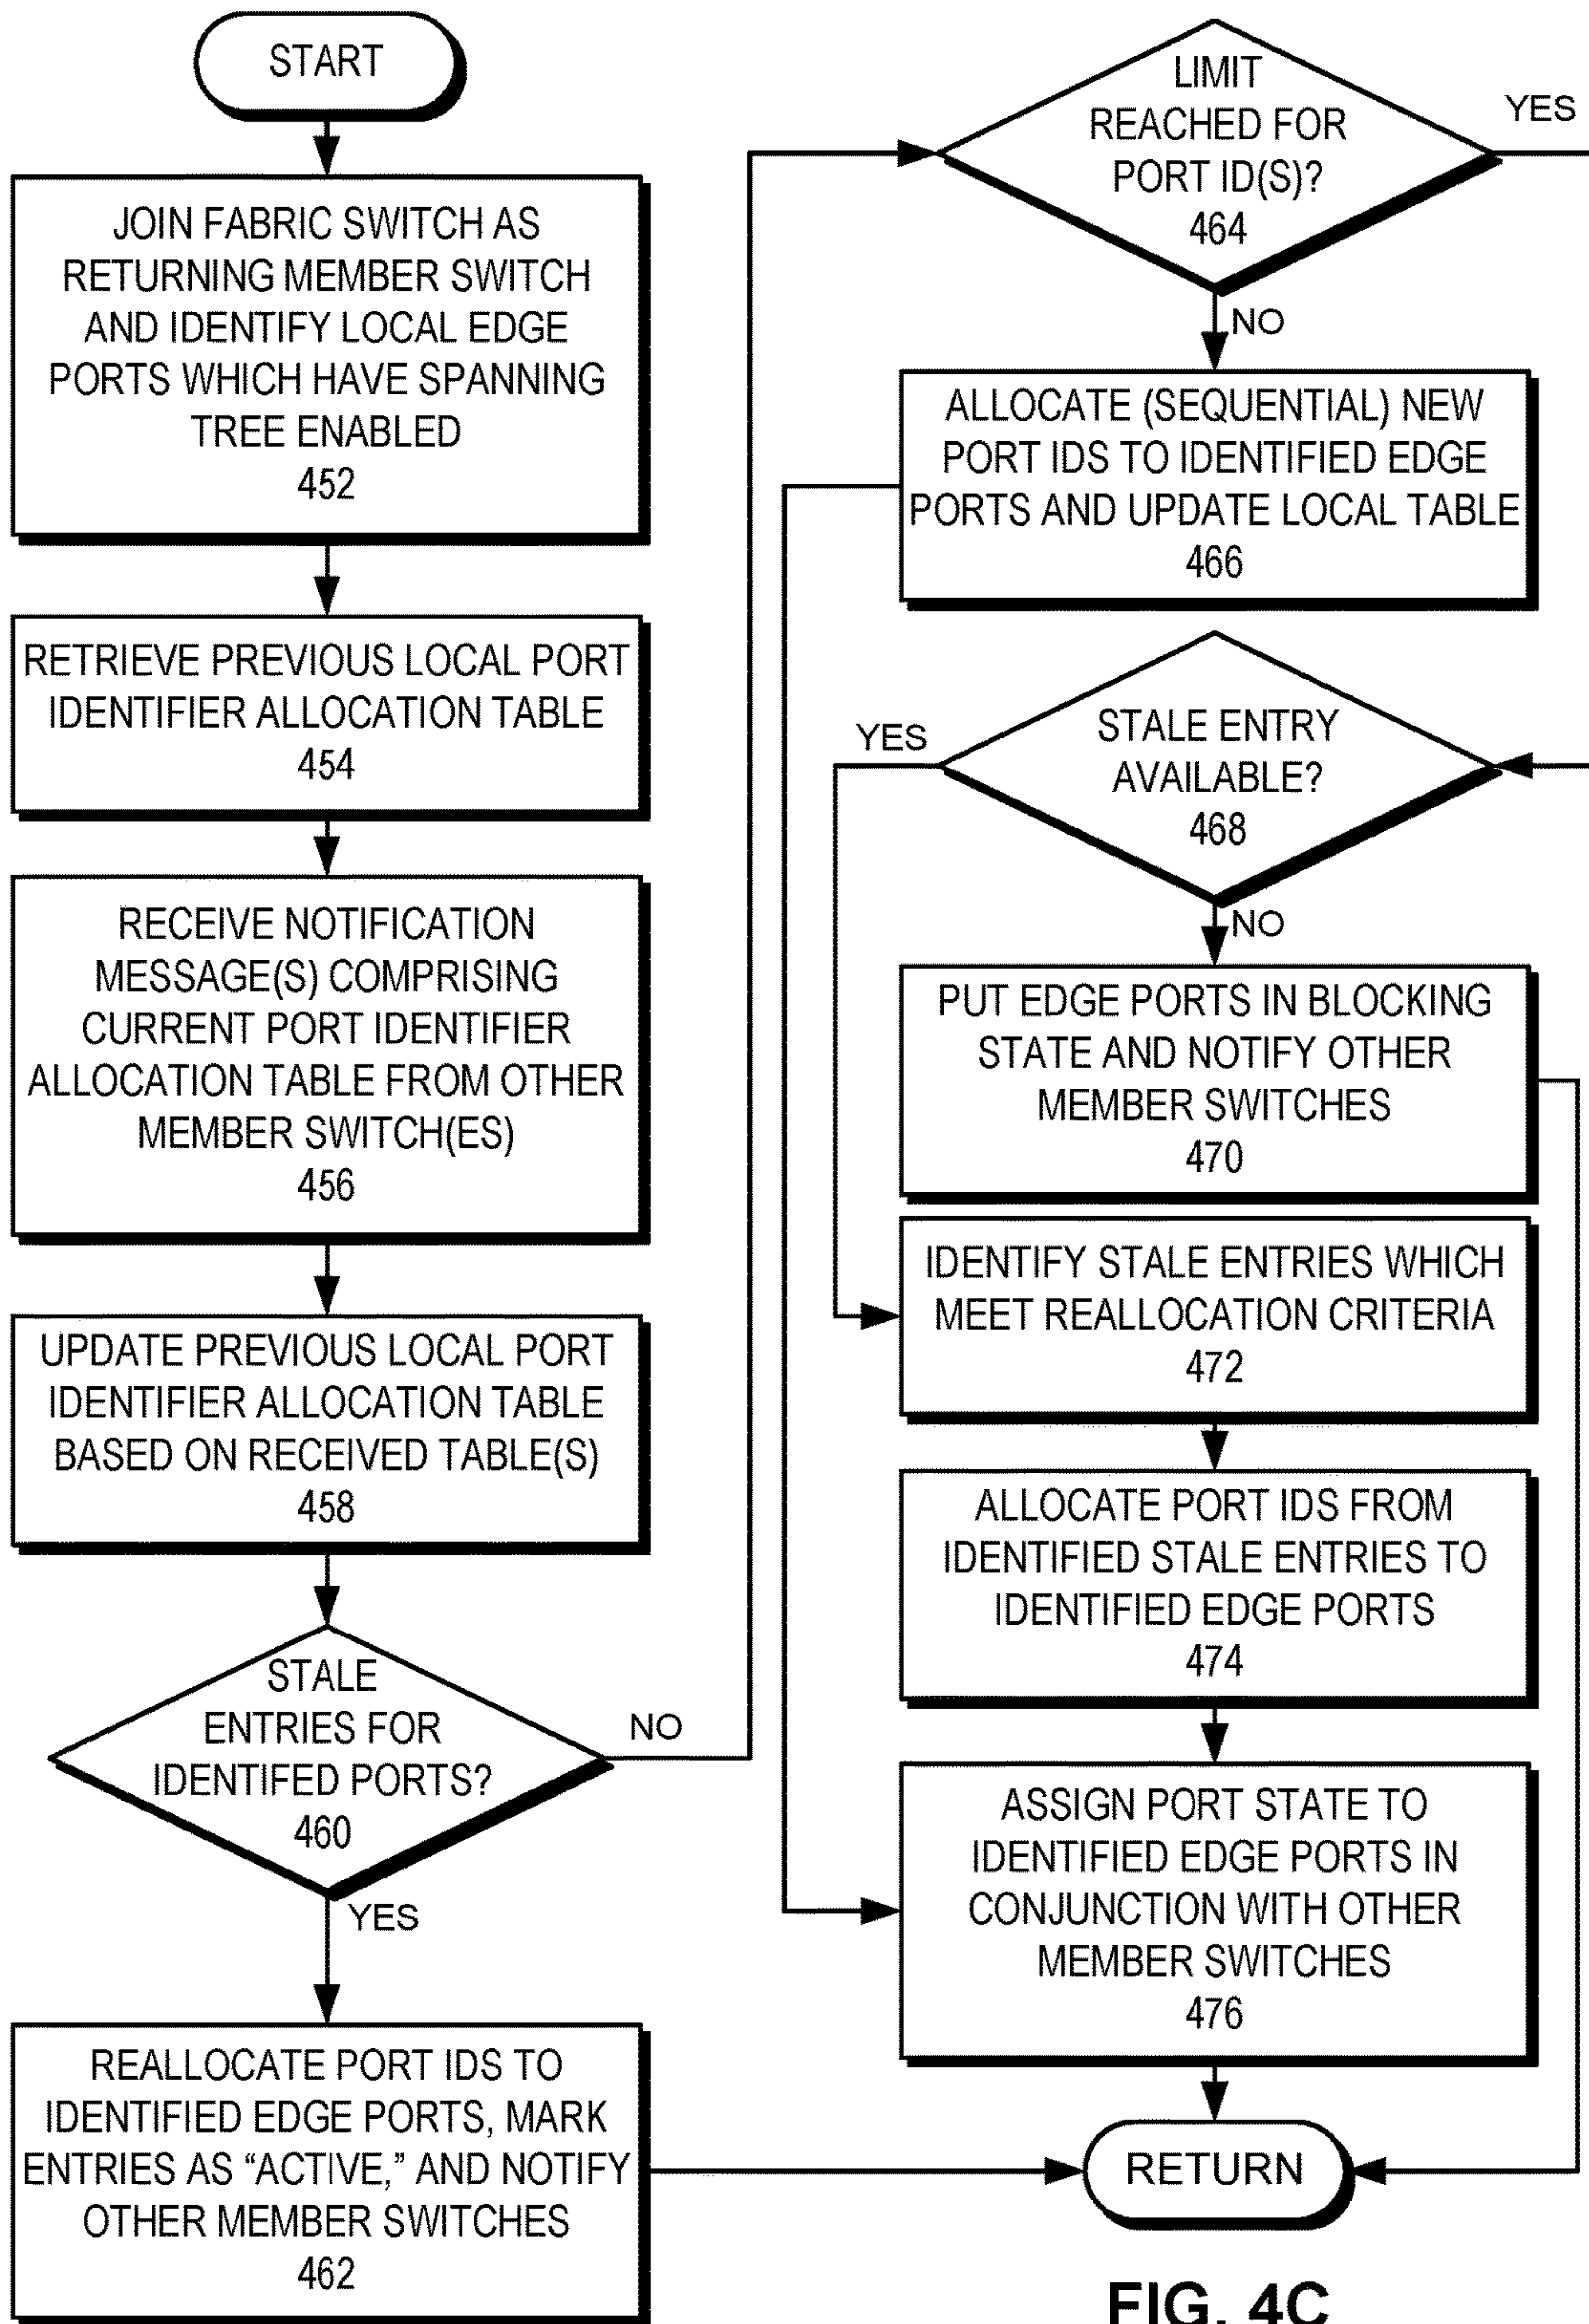 START
JOIN FABRIC SWITCH AS
RETURNING MEMBER SWITCH
AND IDENTIFY LOCAL EDGE
PORTS WHICH HAVE SPANNING
TREE ENABLED
452
RETRIEVE PREVIOUS LOCAL PORT
IDENTIFIER ALLOCATION TABLE
454
RECEIVE NOTIFICATION
MESSAGE(S) COMPRISING
CURRENT PORT IDENTIFIER
ALLOCATION TABLE FROM OTHER
MEMBER SWITCH(ES)
456
UPDATE PREVIOUS LOCAL PORT
IDENTIFIER ALLOCATION TABLE
BASED ON RECEIVED TABLE(S)
458
STALE
ENTRIES FOR
IDENTIFED PORTS?
460
NO
YES
REALLOCATE PORT IDS TO
IDENTIFIED EDGE PORTS, MARK
ENTRIES AS “ACTIVE,” AND NOTIFY
OTHER MEMBER SWITCHES
462
LIMIT
REACHED FOR
PORT ID(S)?
464
YES
NO
ALLOCATE (SEQUENTIAL) NEW
PORT IDS TO IDENTIFIED EDGE
PORTS AND UPDATE LOCAL TABLE
466
STALE ENTRY
AVAILABLE?
468
YES
NO
PUT EDGE PORTS IN BLOCKING
STATE AND NOTIFY OTHER
MEMBER SWITCHES
470
IDENTIFY STALE ENTRIES WHICH
MEET REALLOCATION CRITERIA
472
ALLOCATE PORT IDS FROM
IDENTIFIED STALE ENTRIES TO
IDENTIFIED EDGE PORTS
474
ASSIGN PORT STATE TO
IDENTIFIED EDGE PORTS IN
CONJUNCTION WITH OTHER
MEMBER SWITCHES
476
RETURN
FIG. 4C